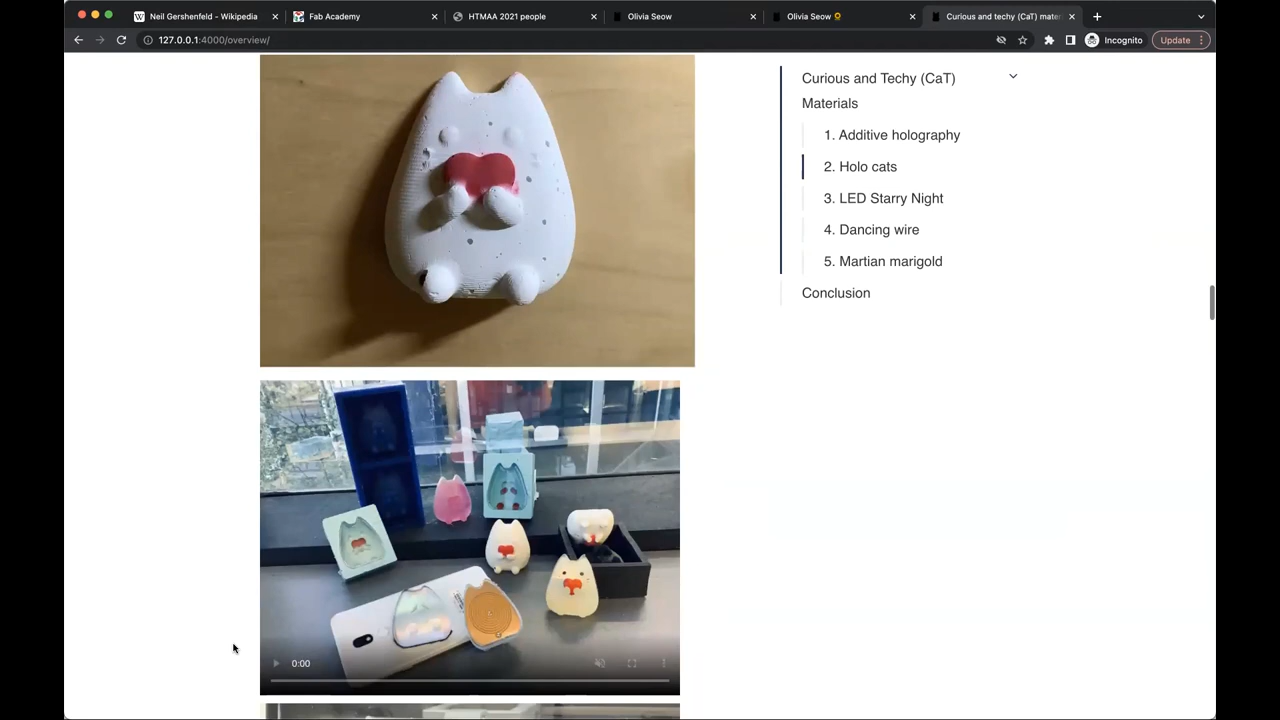 Neil Gershenfeld - Wikipedia
Fab Academy
HTMAA 2021 people
Olivia Seow
Olivia Seow
Curious and techy (CaT) mater
127.0.0.1:4000/overview/
Incognito
Update
Curious and Techy (CaT)
Materials
1. Additive holography
2. Holo cats
3. LED Starry Night
4. Dancing wire
5. Martian marigold
Conclusion
0:00